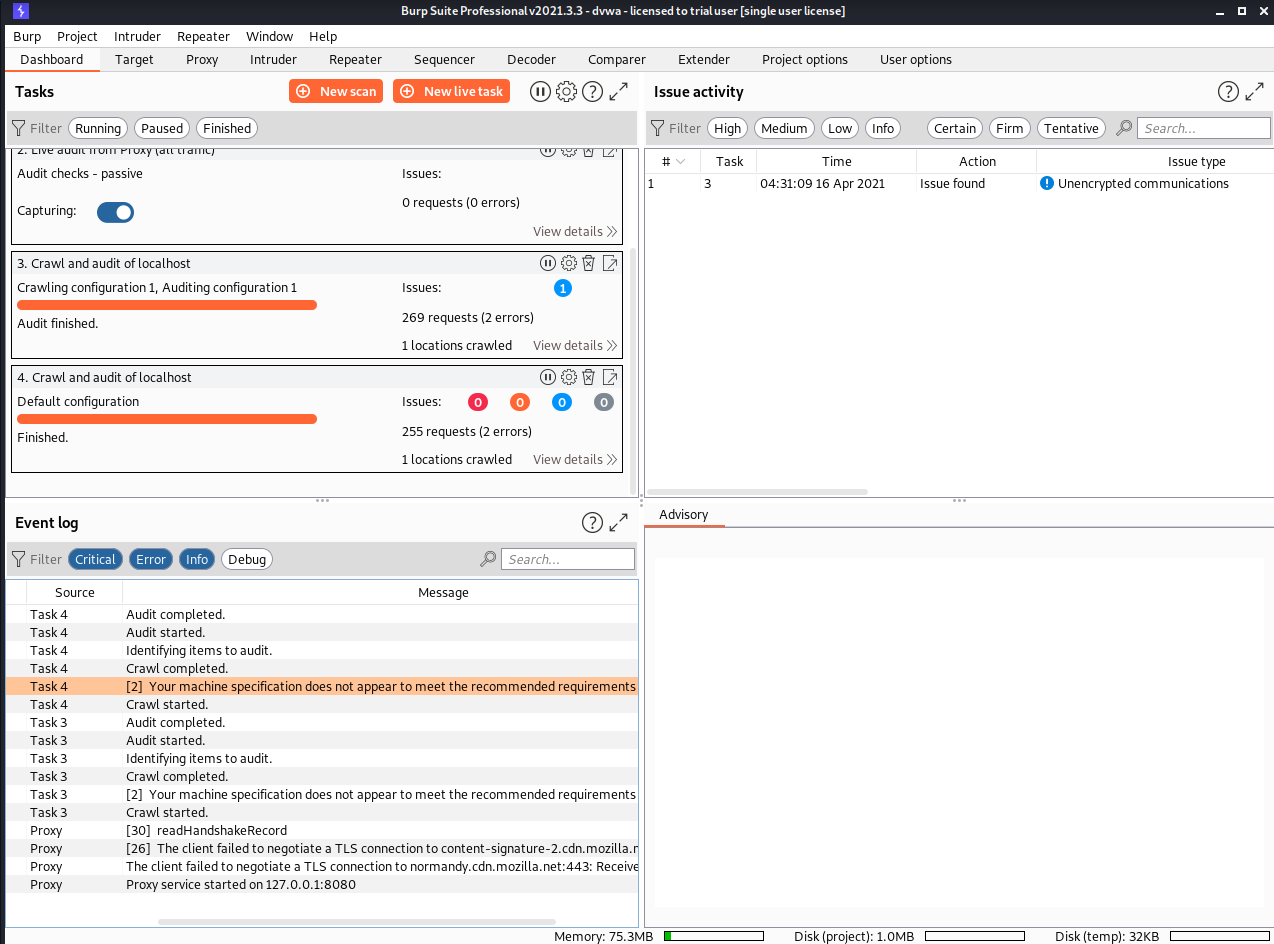 Burp Suite Professional v2021.3.3 - dvwa - licensed to trial user [single user license]
Burp Project Intruder Repeater Window Help
Dashboard Target Proxy Intruder Repeater Sequencer Decoder Comparer Extender Project options User options
Tasks
New scan
New live task
Filter Running Paused Finished
2. Live audit from Proxy (all traffic)
Audit checks - passive
Issues:
0 requests (0 errors)
Capturing:
View details
3. Crawl and audit of localhost
Crawling configuration 1, Auditing configuration 1
Issues: 1
269 requests (2 errors)
Audit finished.
1 locations crawled View details
4. Crawl and audit of localhost
Default configuration
Issues: 0 0 0 0
255 requests (2 errors)
Finished.
1 locations crawled View details
Issue activity
Filter High Medium Low Info Certain Firm Tentative Search...
# Task Time Action Issue type
1 3 04:31:09 16 Apr 2021 Issue found Unencrypted communications
Event log
Filter Critical Error Info Debug Search...
Source Message
Task 4 Audit completed.
Task 4 Audit started.
Task 4 Identifying items to audit.
Task 4 Crawl completed.
Task 4 [2] Your machine specification does not appear to meet the recommended requirements
Task 4 Crawl started.
Task 3 Audit completed.
Task 3 Audit started.
Task 3 Identifying items to audit.
Task 3 Crawl completed.
Task 3 [2] Your machine specification does not appear to meet the recommended requirements
Task 3 Crawl started.
Proxy [30] readHandshakeRecord
Proxy [26] The client failed to negotiate a TLS connection to content-signature-2.cdn.mozilla.n
Proxy The client failed to negotiate a TLS connection to normandy.cdn.mozilla.net:443: Receive
Proxy Proxy service started on 127.0.0.1:8080
Advisory
Memory: 75.3MB Disk (project): 1.0MB Disk (temp): 32KB